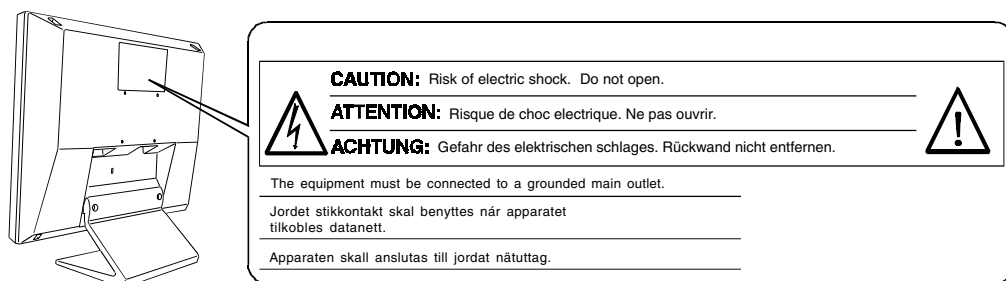 CAUTION: Risk of electric shock. Do not open.
ATTENTION: Risque de choc electrique. Ne pas ouvrir.
ACHTUNG: Gefahr des elektrischen schlages. Rückwand nicht entfernen.
The equipment must be connected to a grounded main outlet.
Jordet stikkontakt skal benyttes nár apparatet
tilkobles datanett.
Apparaten skall anslutas till jordat nätuttag.